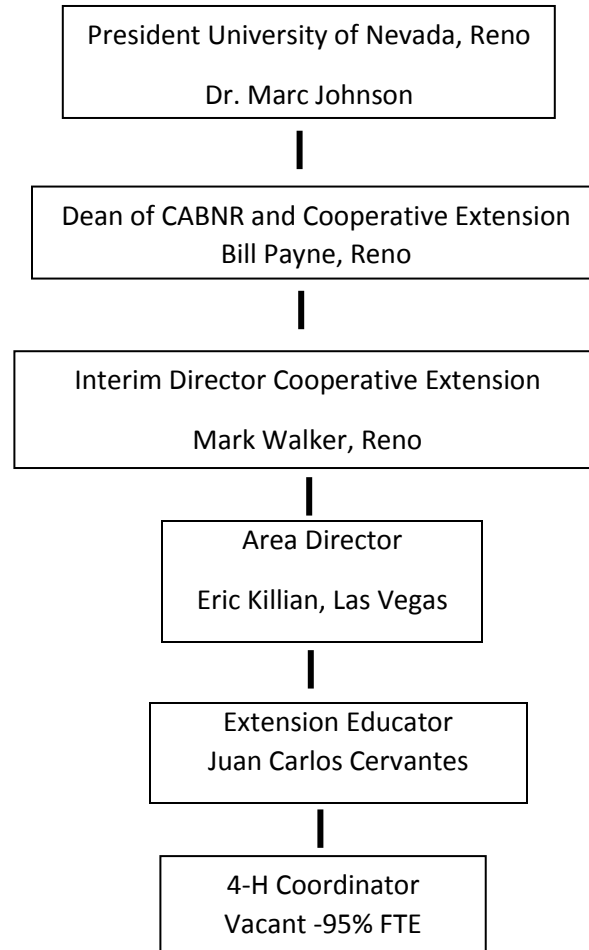 President University of Nevada, Reno
Dr. Marc Johnson
Dean of CABNR and Cooperative Extension
Bill Payne, Reno
Interim Director Cooperative Extension
Mark Walker, Reno
Area Director
Eric Killian, Las Vegas
Extension Educator
Juan Carlos Cervantes
4-H Coordinator
Vacant -95% FTE